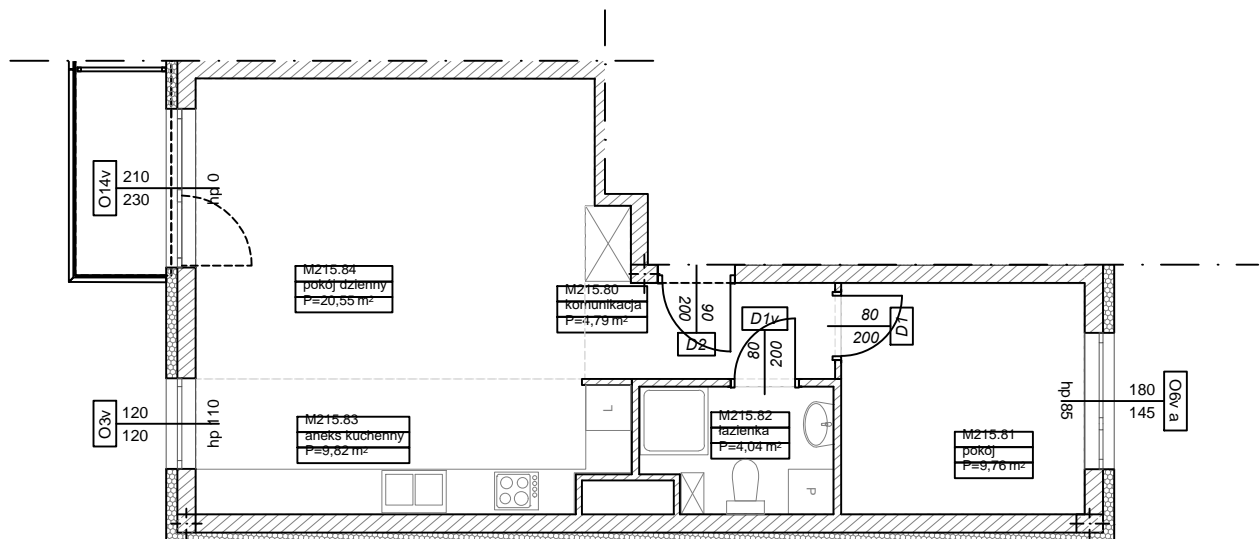 O14v
210
230
hp 0
M215.84
pokój dzienny
P=20,55 m²
M215.80
komunikacja
P=4,79 m²
90
200
D2
D1v
80
200
80
200
D1
O3v
120
120
hp 110
M215.83
aneks kuchenny
P=9,82 m²
L
M215.82
łazienka
P=4,04 m²
P
hp 85
180
145
O6v a
M215.81
pokój
P=9,76 m²